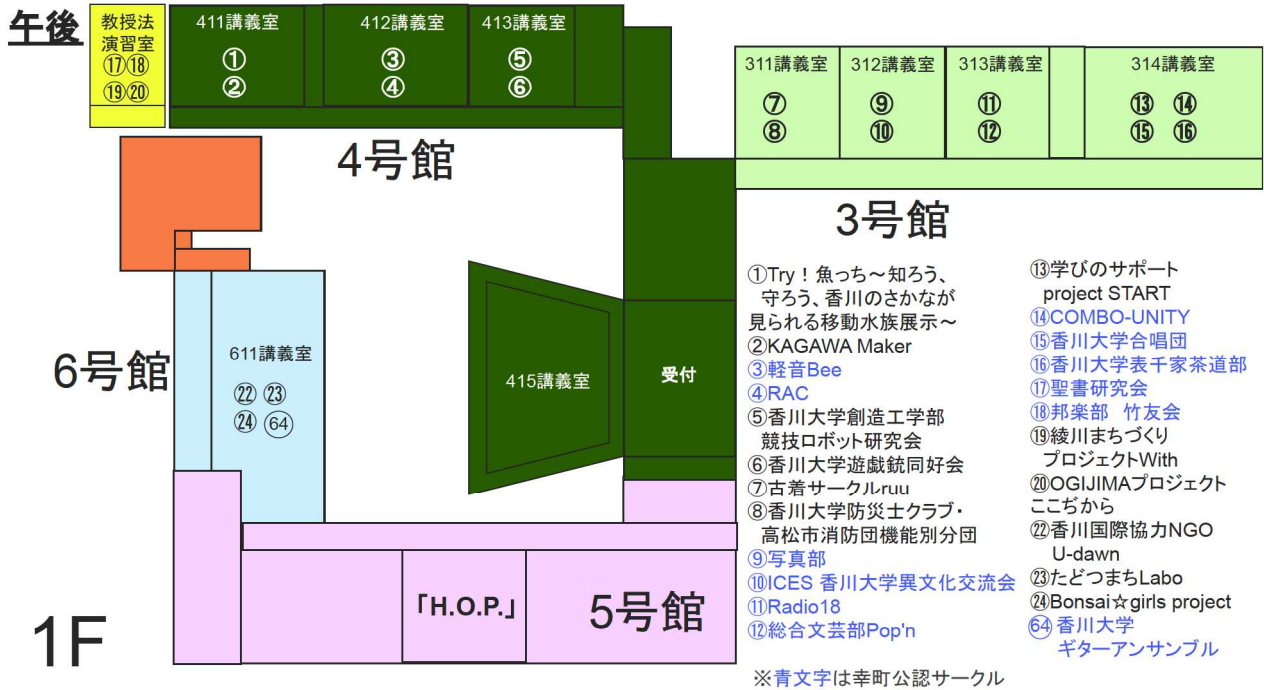 午後
教授法
演習室
⑰⑱
⑲⑳
411講義室
①
②
412講義室
③
④
413講義室
⑤
⑥
311講義室
⑦
⑧
312講義室
⑨
⑩
313講義室
⑪
⑫
314講義室
⑬ ⑭
⑮ ⑯
4号館
3号館
6号館
611講義室
㉒ ㉓
㉔ 64
415講義室
受付
「H.O.P.」
5号館
1F
①Try!魚っち~知ろう、
守ろう、香川のさかなが
見られる移動水族展示~
②KAGAWA Maker
③軽音Bee
④RAC
⑤香川大学創造工学部
競技ロボット研究会
⑥香川大学遊戯銃同好会
⑦古着サークルruu
⑧香川大学防災士クラブ・
高松市消防団機能別分団
⑨写真部
⑩ICES 香川大学異文化交流会
⑪Radio18
⑫総合文芸部Pop'n
⑬学びのサポート
project START
⑭COMBO-UNITY
⑮香川大学合唱団
⑯香川大学表千家茶道部
⑰聖書研究会
⑱邦楽部 竹友会
⑲綾川まちづくり
プロジェクトWith
⑳OGIJIMAプロジェクト
ここぢから
㉒香川国際協力NGO
U-dawn
㉓たどつまちLabo
㉔Bonsai☆girls project
64 香川大学
ギターアンサンブル
※青文字は幸町公認サークル